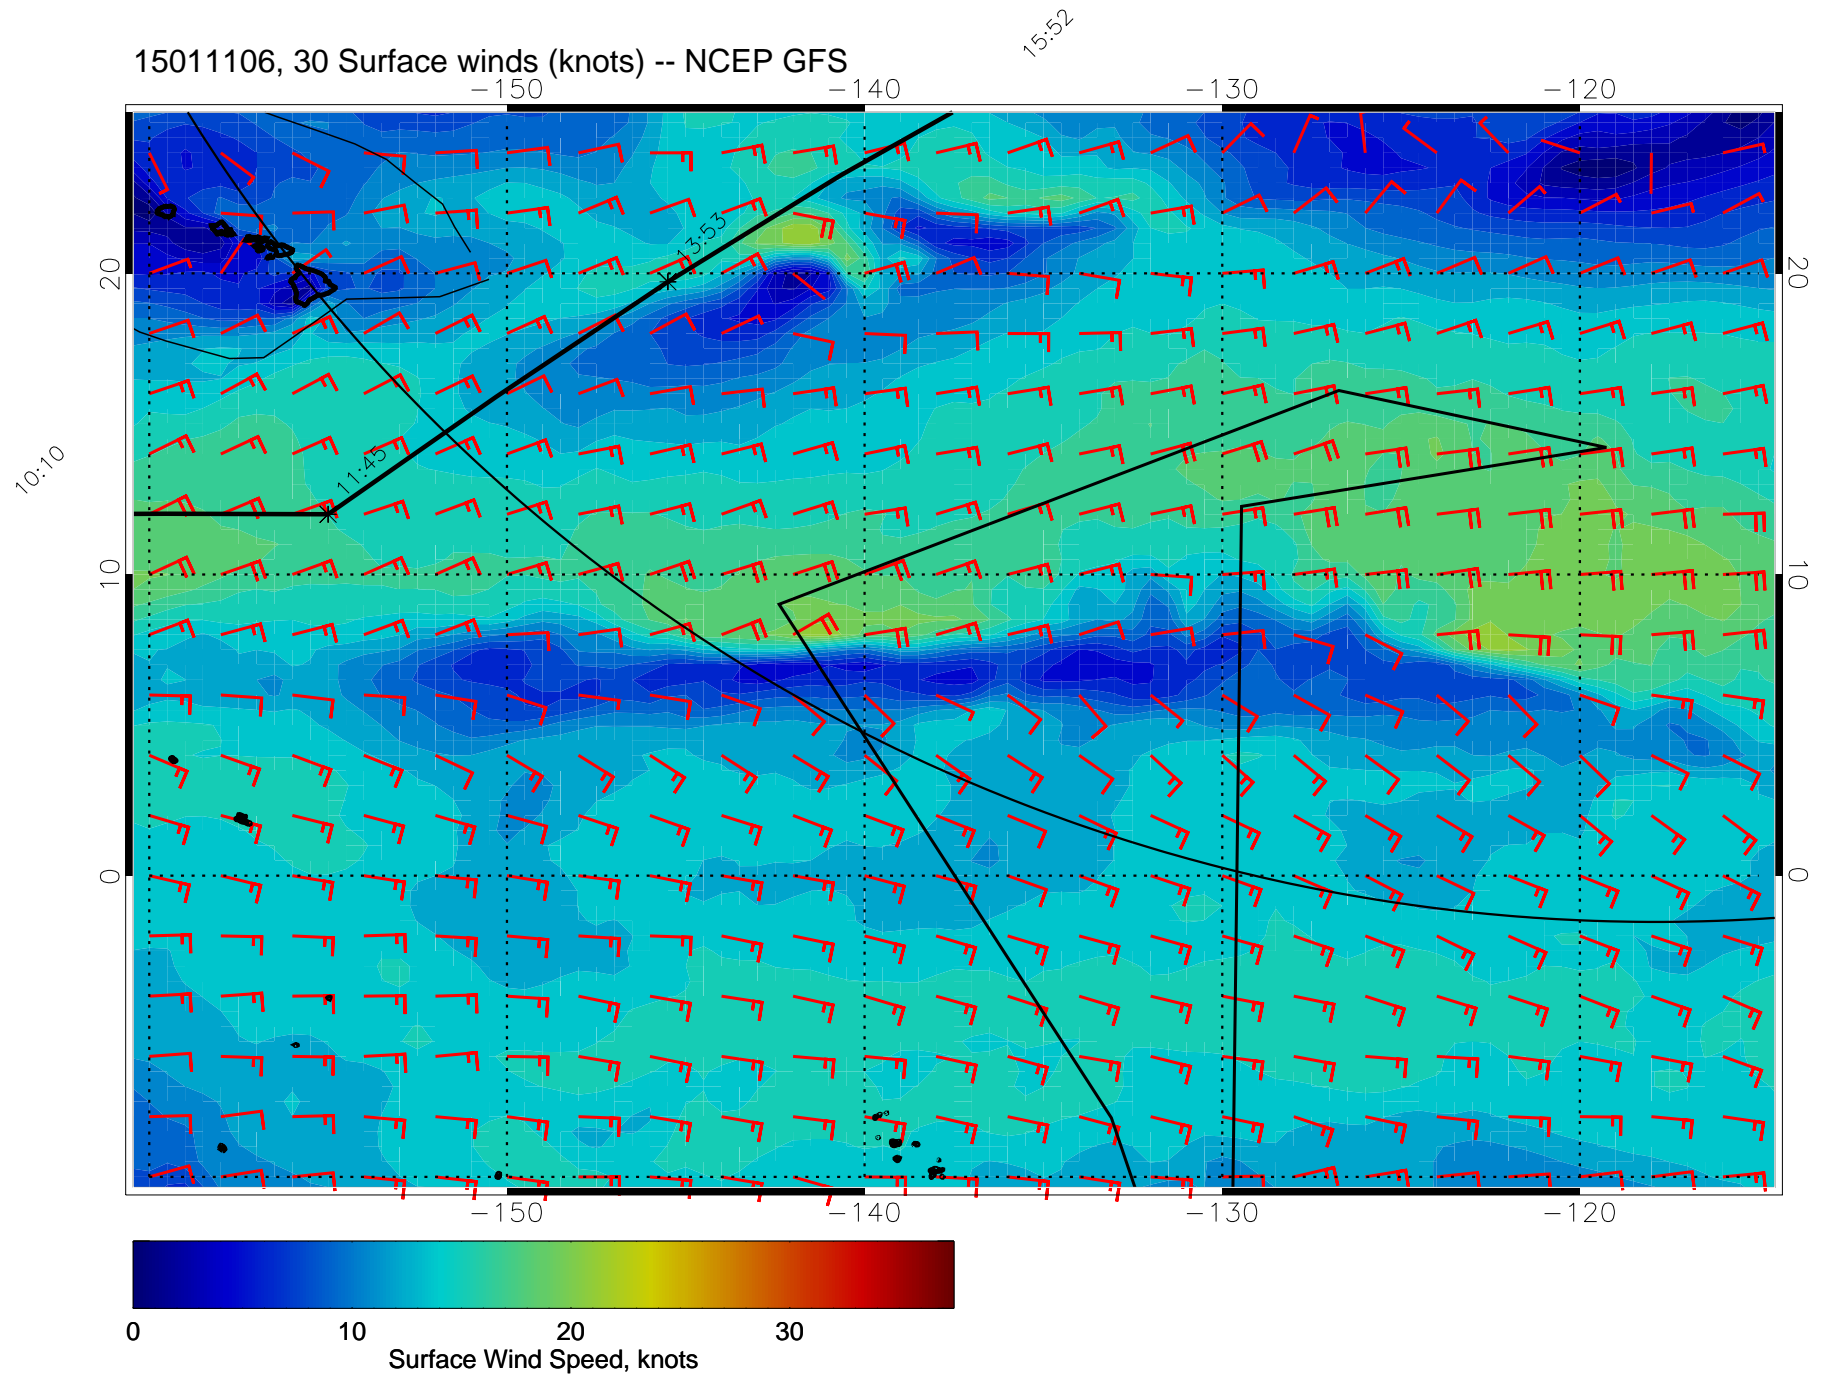 15:52
15011106, 30 Surface winds (knots) -- NCEP GFS
-150 -140 -130 -120
13:53
20 20
11:45
10:10
10 10
0 0
-150 -140 -130 -120
0 10 20 30
Surface Wind Speed, knots